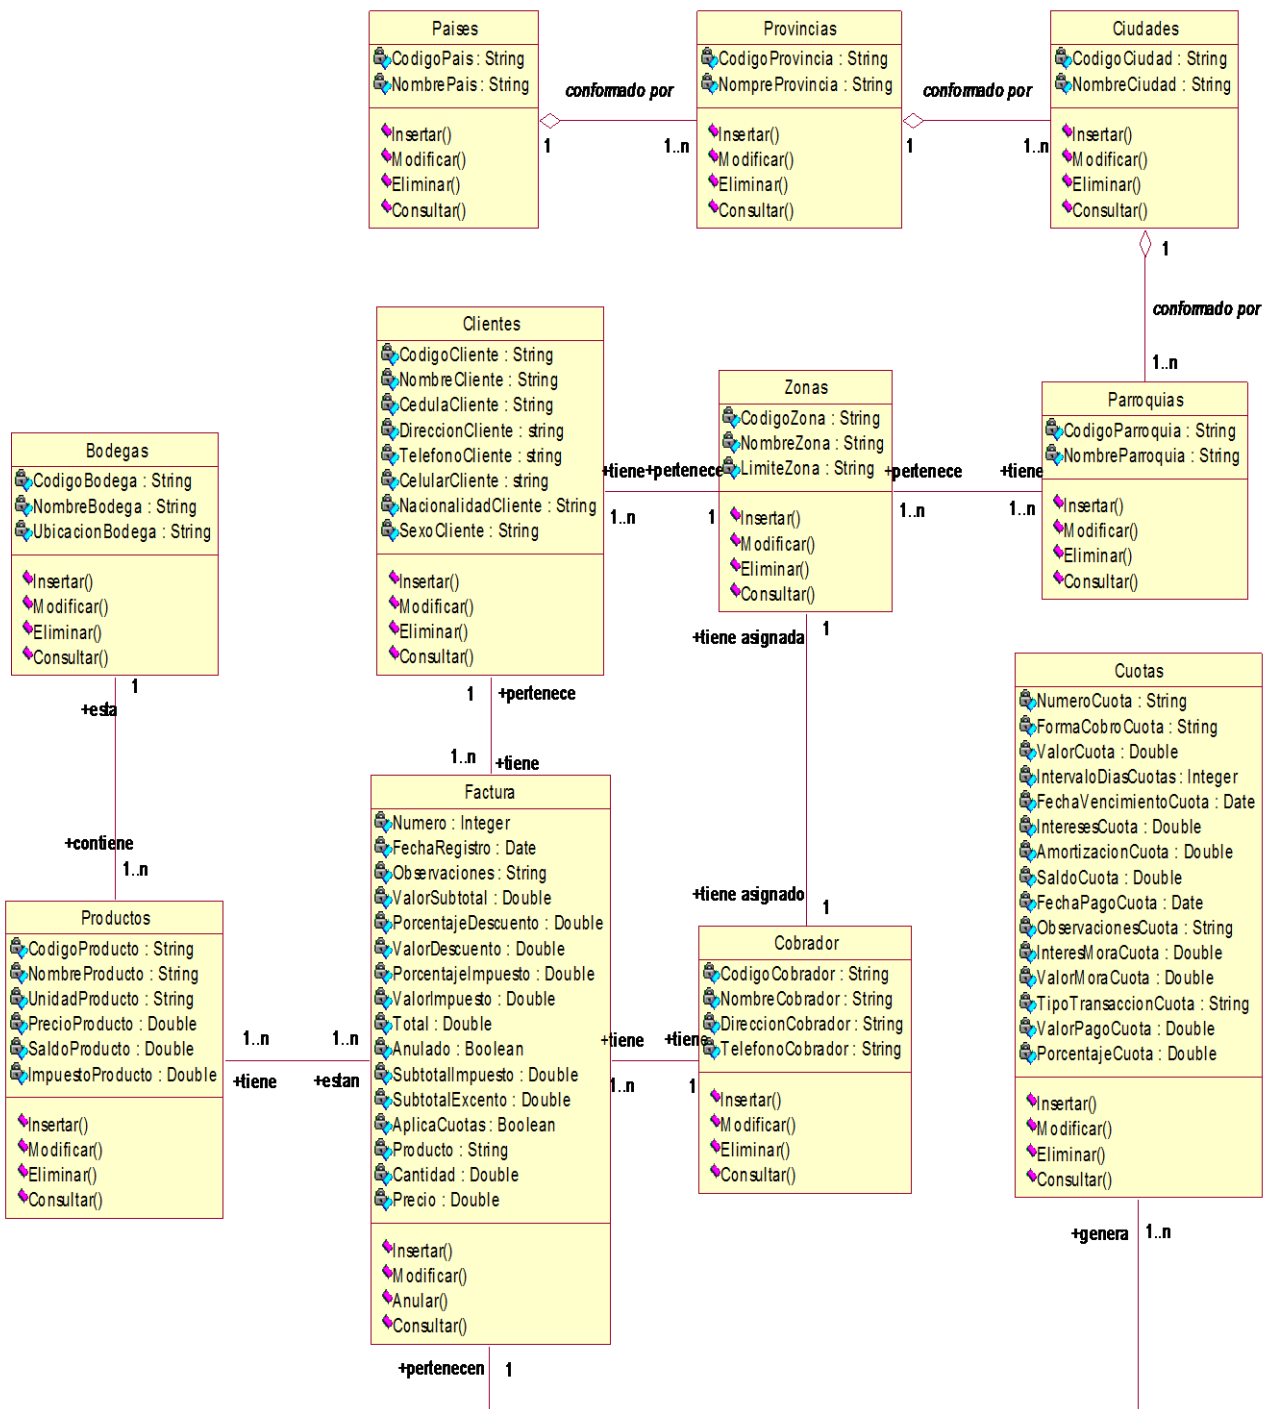 Paises
CodigoPais : String
NombrePais : String
Insertar()
Modificar()
Eliminar()
Consultar()
conformado por
1
1..n
Provincias
CodigoProvincia : String
NompreProvincia : String
Insertar()
Modificar()
Eliminar()
Consultar()
conformado por
1
1..n
Ciudades
CodigoCiudad : String
NombreCiudad : String
Insertar()
Modificar()
Eliminar()
Consultar()
1
conformado por
1..n
Clientes
CodigoCliente : String
NombreCliente : String
CedulaCliente : String
DireccionCliente : string
TelefonoCliente : string
CelularCliente : string
NacionalidadCliente : String
SexoCliente : String
Insertar()
Modificar()
Eliminar()
Consultar()
+tiene
+pertenece
1..n
1
Zonas
CodigoZona : String
NombreZona : String
LimiteZona : String
Insertar()
Modificar()
Eliminar()
Consultar()
+pertenece
+tiene
1..n
1..n
Parroquias
CodigoParroquia : String
NombreParroquia : String
Insertar()
Modificar()
Eliminar()
Consultar()
Bodegas
CodigoBodega : String
NombreBodega : String
UbicacionBodega : String
Insertar()
Modificar()
Eliminar()
Consultar()
1
+esta
+contiene
1..n
1
+pertenece
1..n
+tiene
+tiene asignada
1
+tiene asignado
1
Productos
CodigoProducto : String
NombreProducto : String
UnidadProducto : String
PrecioProducto : Double
SaldoProducto : Double
ImpuestoProducto : Double
Insertar()
Modificar()
Eliminar()
Consultar()
1..n
1..n
+tiene
+estan
Factura
Numero : Integer
FechaRegistro : Date
Observaciones : String
ValorSubtotal : Double
PorcentajeDescuento : Double
ValorDescuento : Double
PorcentajeImpuesto : Double
ValorImpuesto : Double
Total : Double
Anulado : Boolean
SubtotalImpuesto : Double
SubtotalExcento : Double
AplicaCuotas : Boolean
Producto : String
Cantidad : Double
Precio : Double
Insertar()
Modificar()
Anular()
Consultar()
+pertenecen
1
+tiene
+tiene
1..n
1
Cobrador
CodigoCobrador : String
NombreCobrador : String
DireccionCobrador : String
TelefonoCobrador : String
Insertar()
Modificar()
Eliminar()
Consultar()
Cuotas
NumeroCuota : String
FormaCobroCuota : String
ValorCuota : Double
IntervaloDiasCuotas : Integer
FechaVencimientoCuota : Date
InteresesCuota : Double
AmortizacionCuota : Double
SaldoCuota : Double
FechaPagoCuota : Date
ObservacionesCuota : String
InteresMoraCuota : Double
ValorMoraCuota : Double
TipoTransaccionCuota : String
ValorPagoCuota : Double
PorcentajeCuota : Double
Insertar()
Modificar()
Eliminar()
Consultar()
+genera
1..n